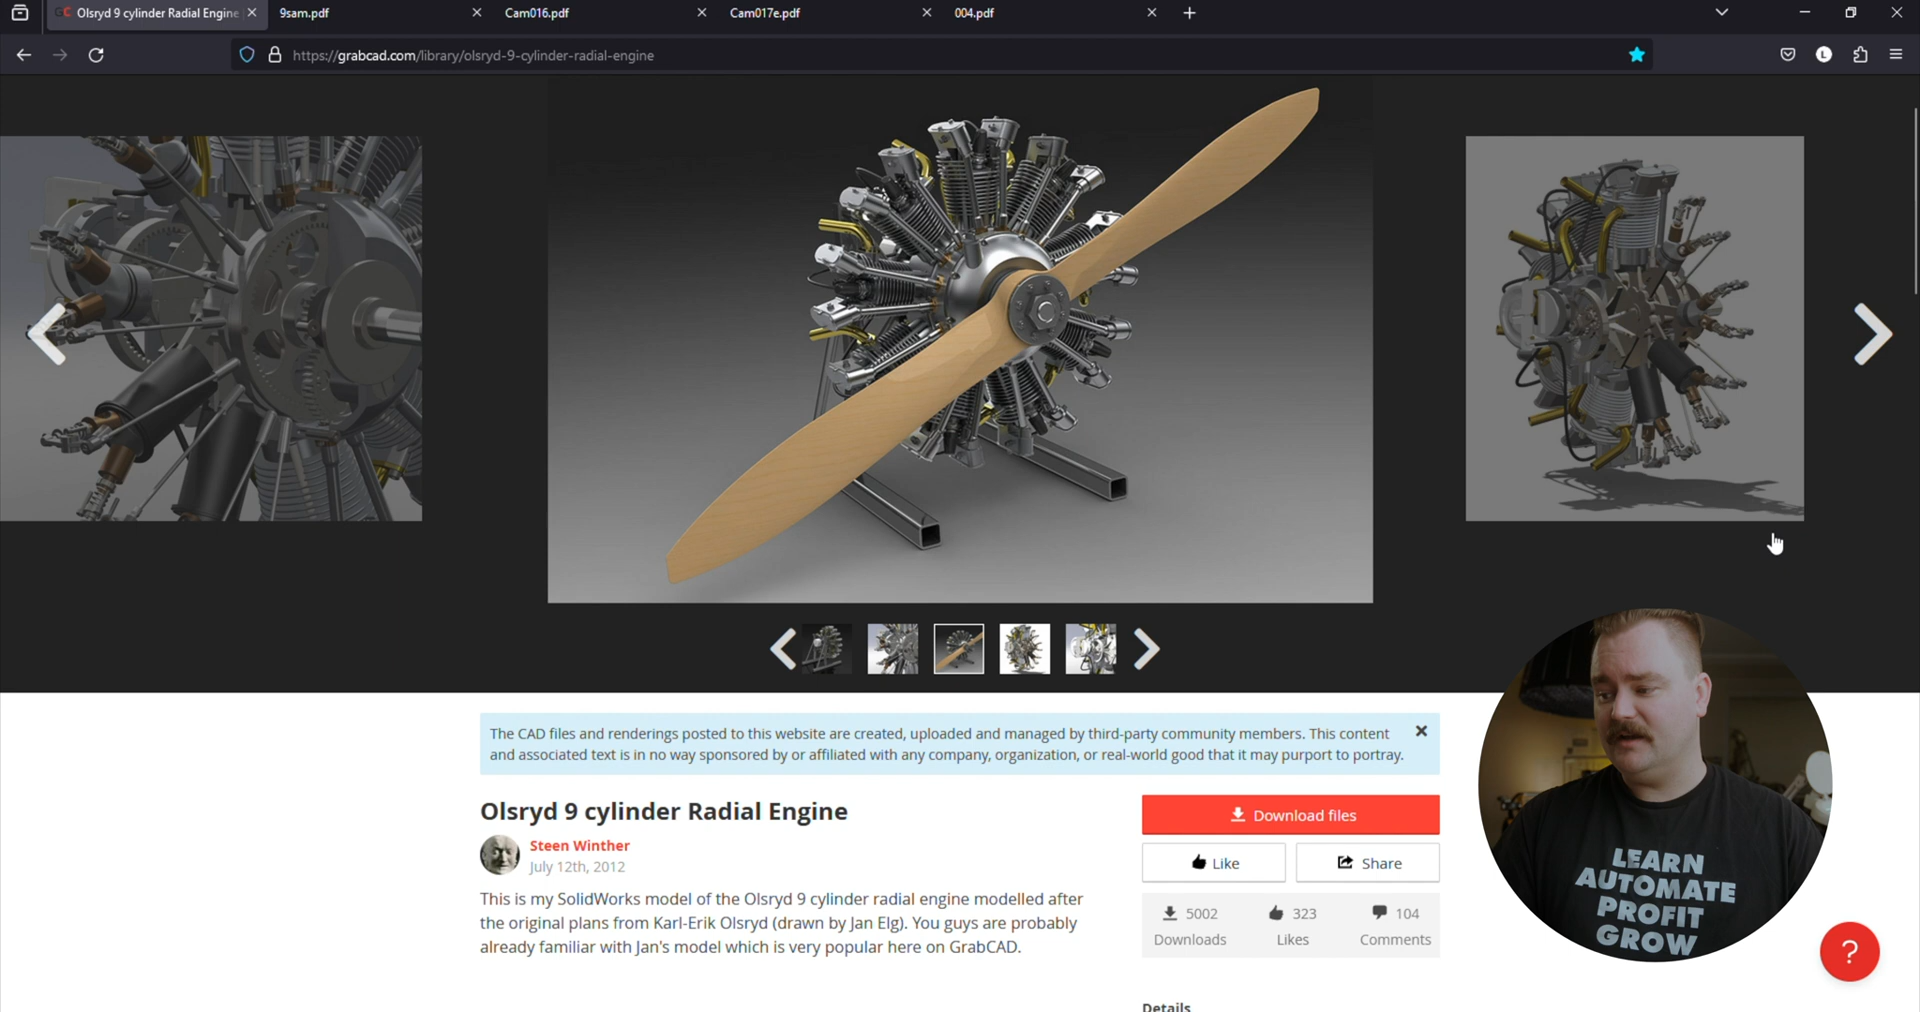 GC Olsryd 9 cylinder Radial Engine
9sam.pdf
Cam016.pdf
Cam017e.pdf
004.pdf
https://grabcad.com/library/olsryd-9-cylinder-radial-engine
L
The CAD files and renderings posted to this website are created, uploaded and managed by third-party community members. This content
and associated text is in no way sponsored by or affiliated with any company, organization, or real-world good that it may purport to portray.
Olsryd 9 cylinder Radial Engine
Steen Winther
July 12th, 2012
This is my SolidWorks model of the Olsryd 9 cylinder radial engine modelled after
the original plans from Karl-Erik Olsryd (drawn by Jan Elg). You guys are probably
already familiar with Jan's model which is very popular here on GrabCAD.
Download files
Like
Share
5002
323
104
Downloads
Likes
Comments
Details
LEARN
AUTOMATE
PROFIT
GROW
?